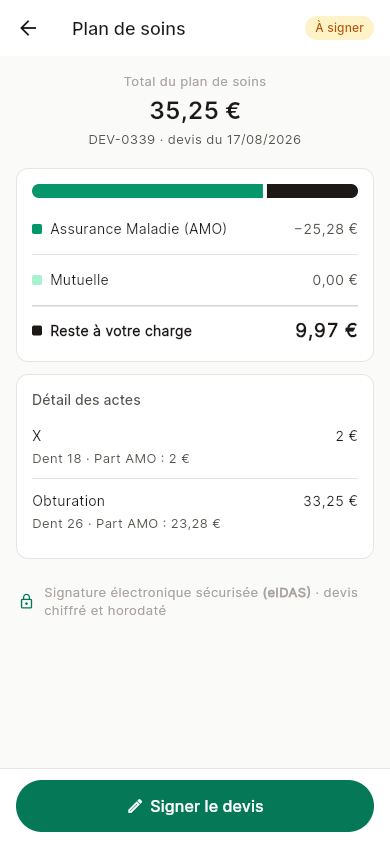 Plan de soins
À signer
Total du plan de soins
35,25 €
DEV-0339 · devis du 17/08/2026
Assurance Maladie (AMO) −25,28 €
Mutuelle 0,00 €
Reste à votre charge 9,97 €
Détail des actes
X 2 €
Dent 18 · Part AMO : 2 €
Obturation 33,25 €
Dent 26 · Part AMO : 23,28 €
Signature électronique sécurisée (eIDAS) · devis
chiffré et horodaté
Signer le devis